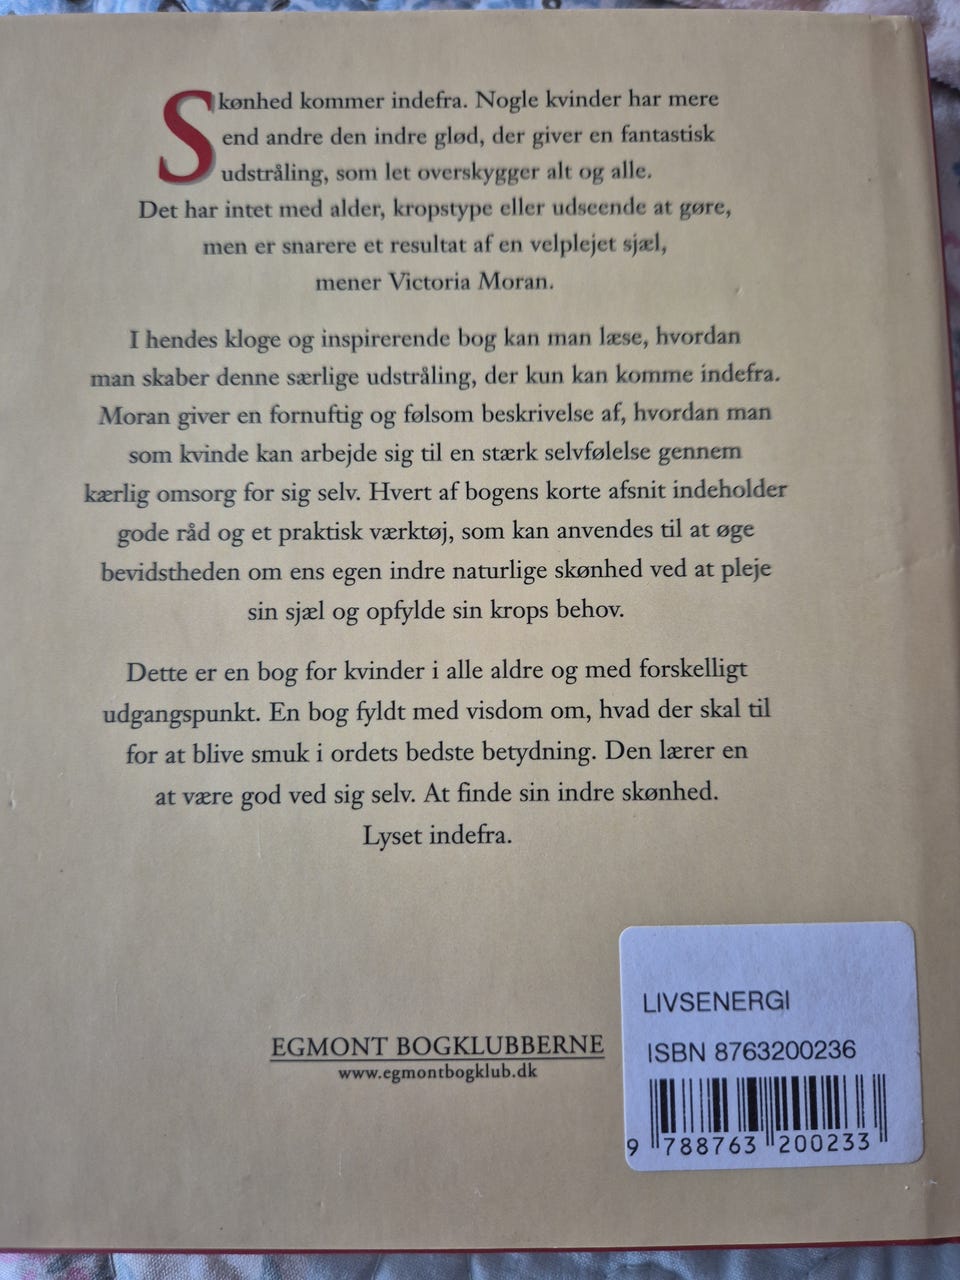 Skønhed kommer indefra. Nogle kvinder har mere
end andre den indre glød, der giver en fantastisk
udstråling, som let overskygger alt og alle.
Det har intet med alder, kropstype eller udseende at gøre,
men er snarere et resultat af en velplejet sjæl,
mener Victoria Moran.
I hendes kloge og inspirerende bog kan man læse, hvordan
man skaber denne særlige udstråling, der kun kan komme indefra.
Moran giver en fornuftig og følsom beskrivelse af, hvordan man
som kvinde kan arbejde sig til en stærk selvfølelse gennem
kærlig omsorg for sig selv. Hvert af bogens korte afsnit indeholder
gode råd og et praktisk værktøj, som kan anvendes til at øge
bevidstheden om ens egen indre naturlige skønhed ved at pleje
sin sjæl og opfylde sin krops behov.
Dette er en bog for kvinder i alle aldre og med forskelligt
udgangspunkt. En bog fyldt med visdom om, hvad der skal til
for at blive smuk i ordets bedste betydning. Den lærer en
at være god ved sig selv. At finde sin indre skønhed.
Lyset indefra.
EGMONT BOGKLUBBERNE
www.egmontbogklub.dk
LIVSENERGI
ISBN 8763200236
9 788763 200233